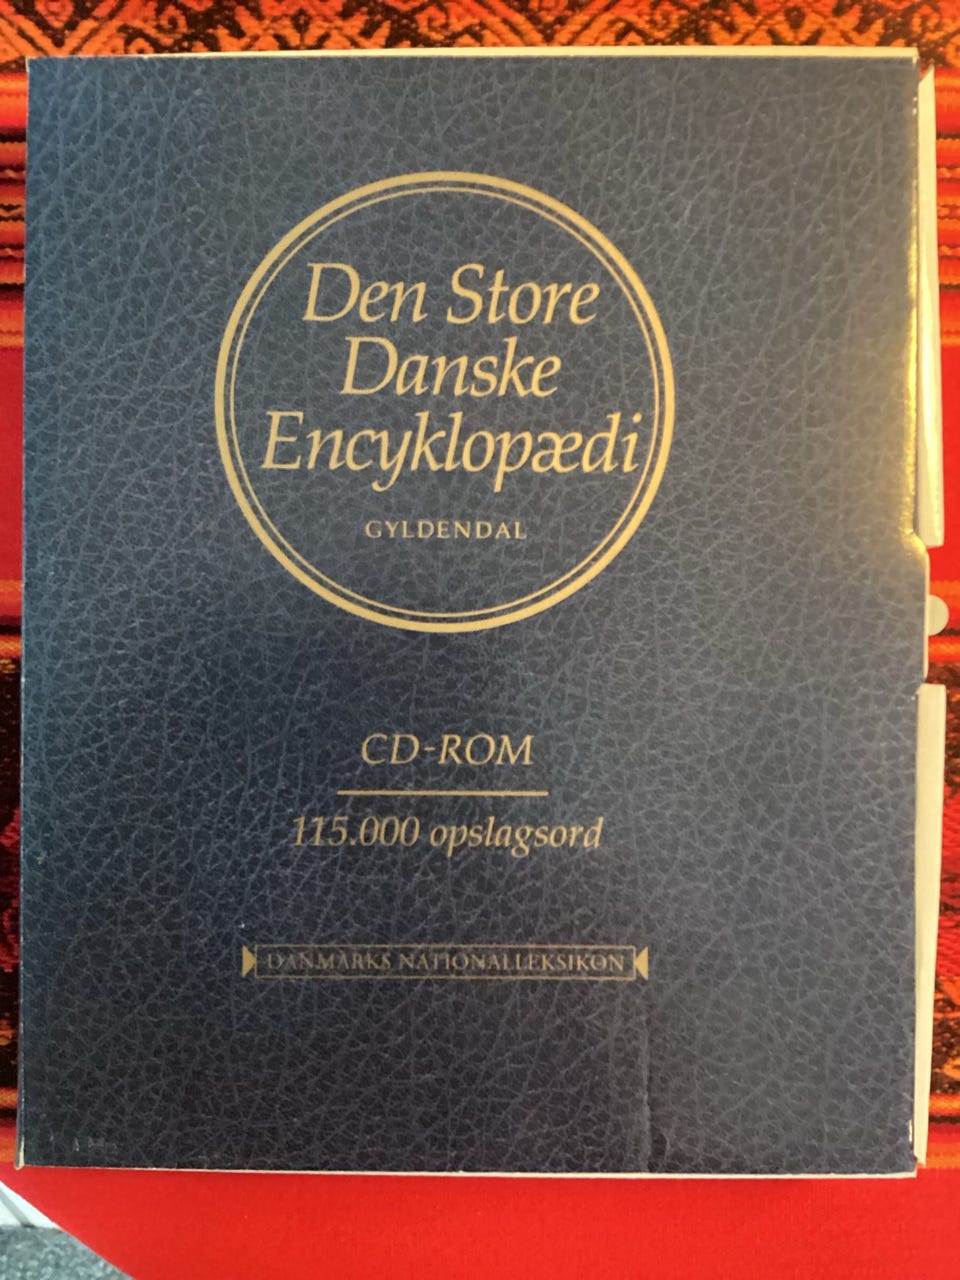 Den Store
Danske
Encyklopædi
GYLDENDAL
CD-ROM
115.000 opslagsord
DANMARKS NATIONALLEKSIKON